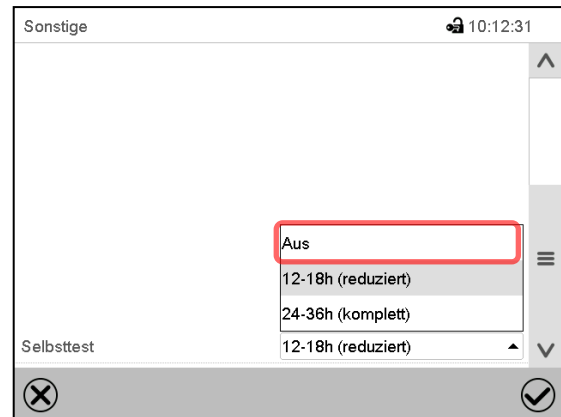 Sonstige 10:12:31
Aus
12-18h (reduziert)
24-36h (komplett)
Selbsttest 12-18h (reduziert)